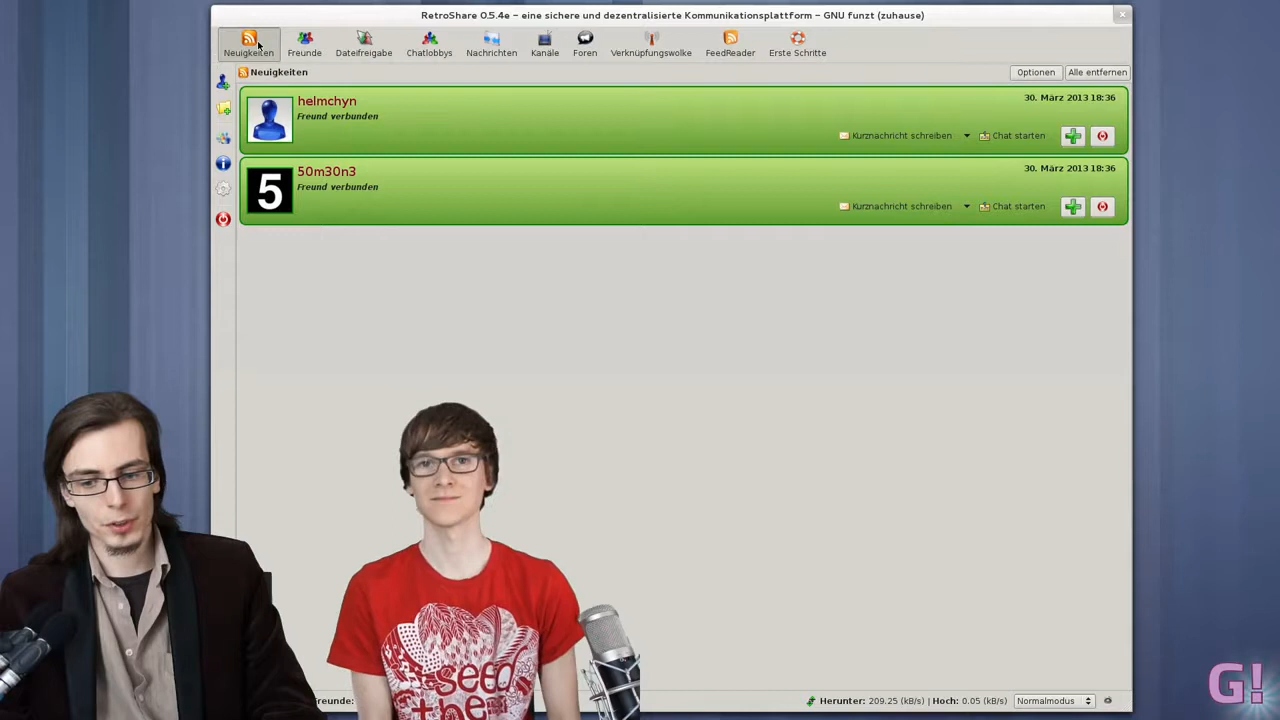 RetroShare 0.5.4e – eine sichere und dezentralisierte Kommunikationsplattform – GNU funzt (zuhause)
Neuigkeiten Freunde Dateifreigabe Chatlobbys Nachrichten Kanäle Foren Verknüpfungswolke FeedReader Erste Schritte
Neuigkeiten Optionen Alle entfernen
helmchyn 30. März 2013 18:36
Freund verbunden
Kurznachricht schreiben Chat starten
5 50m30n3 30. März 2013 18:36
Freund verbunden
Kurznachricht schreiben Chat starten
seed
them
Freunde: Herunter: 209.25 (kB/s) | Hoch: 0.05 (kB/s) Normalmodus
G!